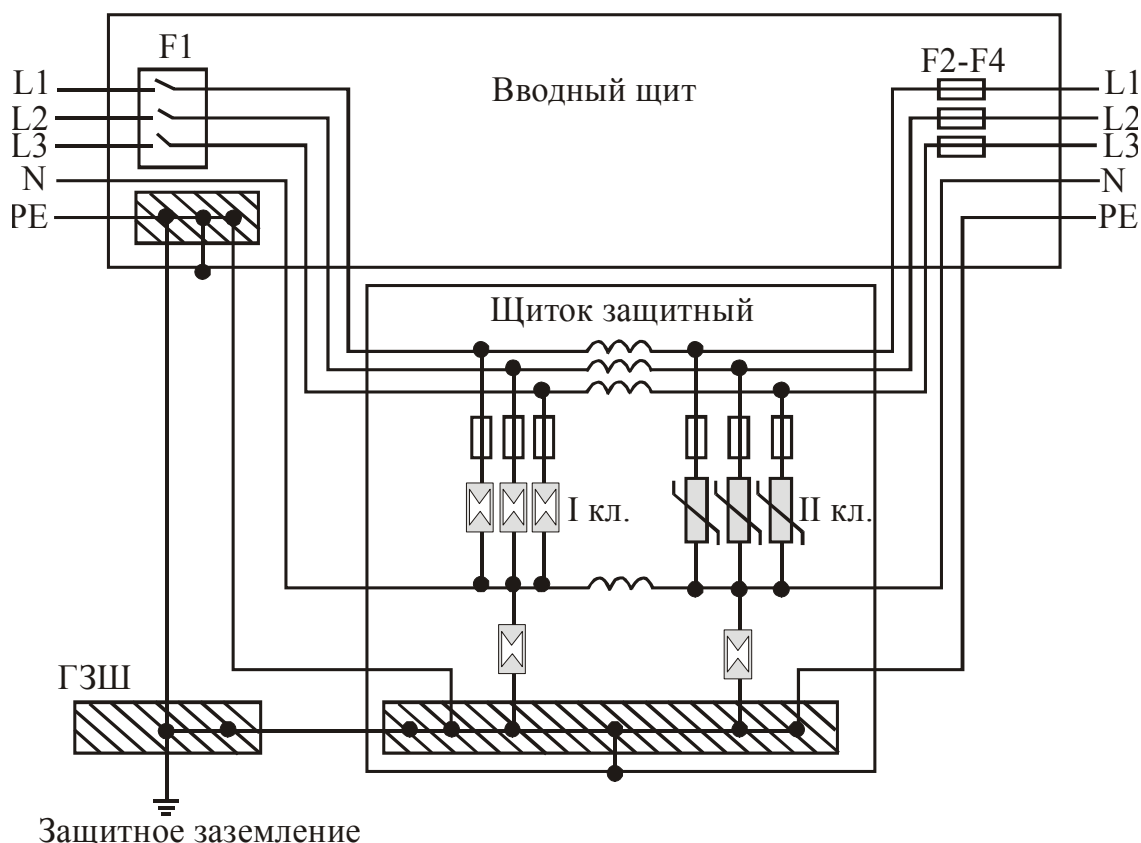 F1
F2-F4
Вводный щит
L1
L2
L3
N
PE
L1
L2
L3
N
PE
Щиток защитный
I кл.
II кл.
ГЗШ
Защитное заземление